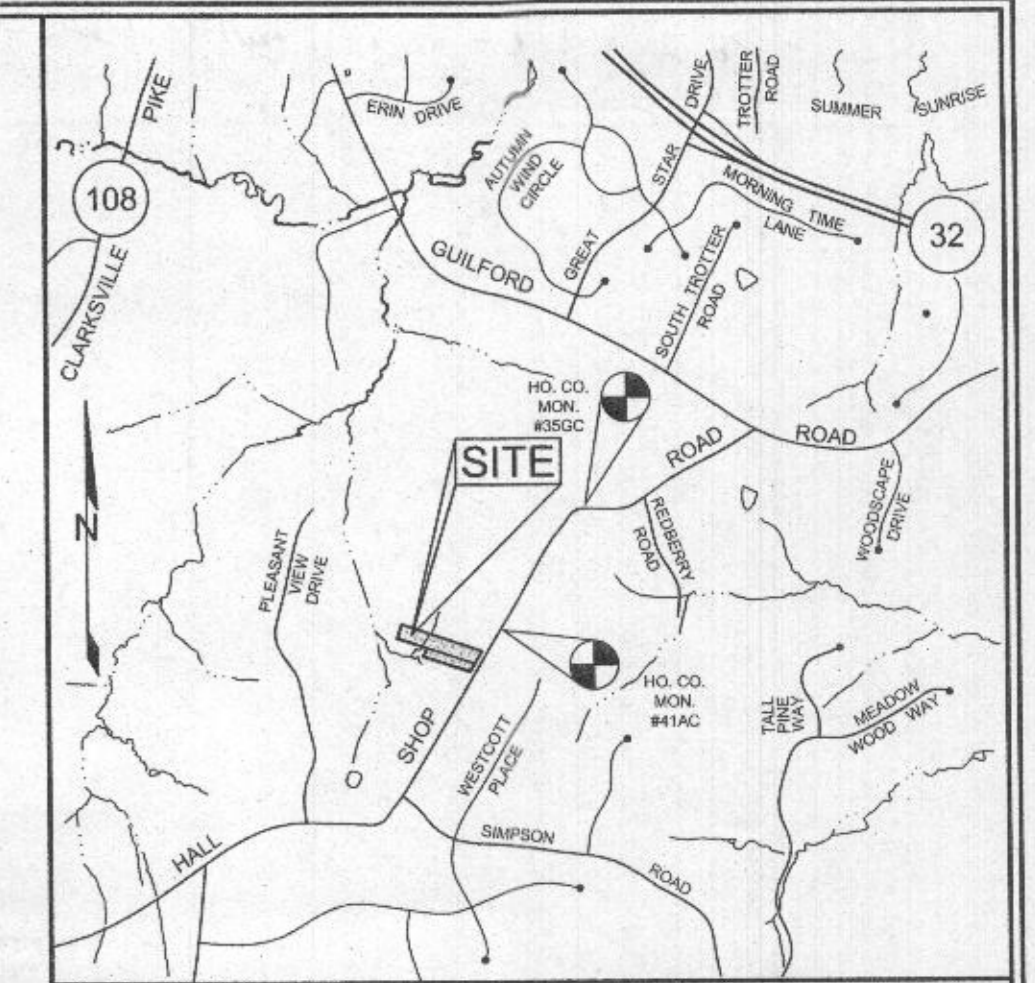 PIKE
ERIN DRIVE
108
CLARKSVILLE
AUTUMN
WIND
CIRCLE
STAR DRIVE
TROTTER
ROAD
SUMMER
SUNRISE
MORNING TIME
LANE
32
GUILFORD
GREAT
SOUTH TROTTER
ROAD
HO. CO.
MON.
#35GC
ROAD
ROAD
SITE
N
PLEASANT
VIEW
DRIVE
REDBERRY
ROAD
WOODSCAPE
DRIVE
SHOP
WESTCOTT
PLACE
HO. CO.
MON.
#41AC
TALL
PINE
WAY
MEADOW
WOOD WAY
HALL
SIMPSON
ROAD